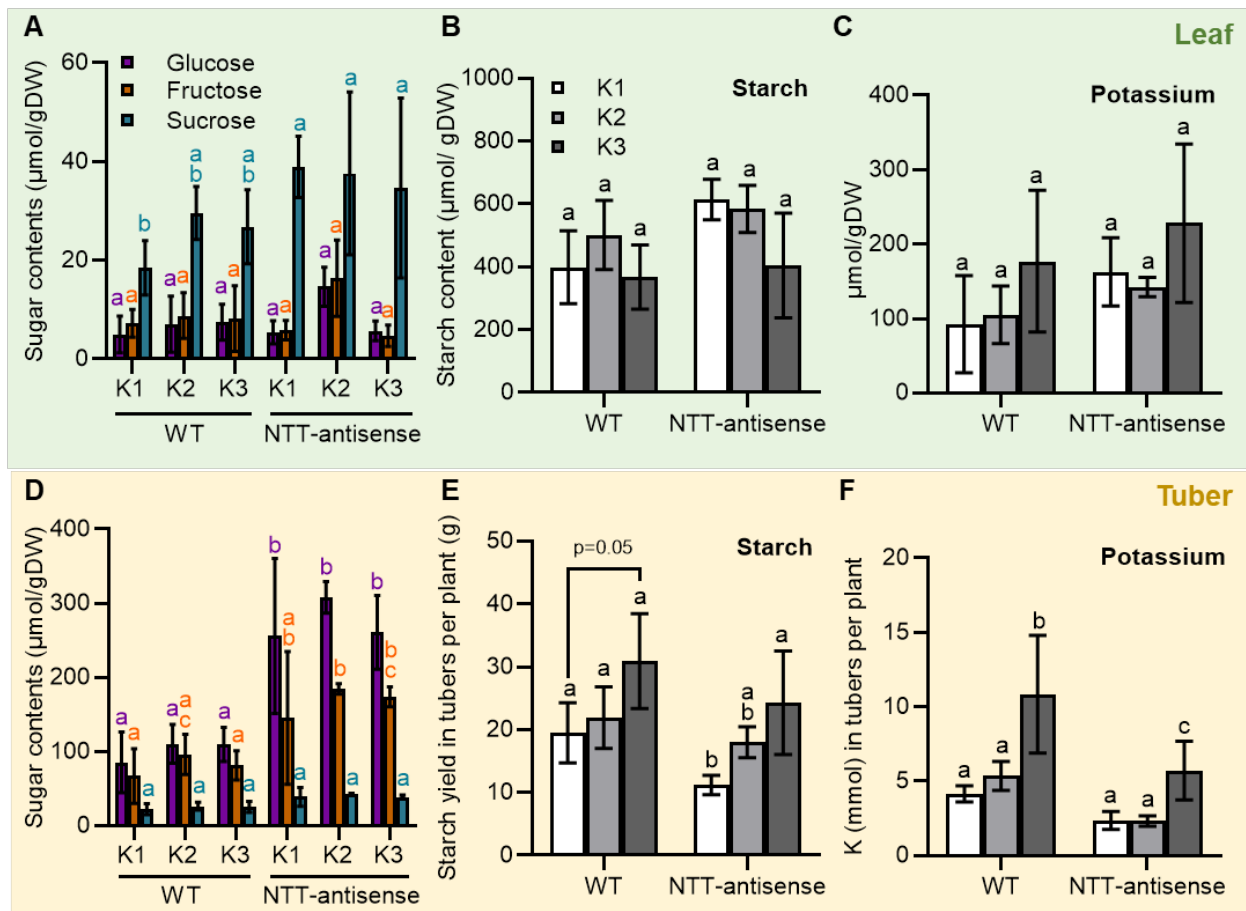 A
Sugar contents (µmol/gDW)
60
40
20
0
Glucose
Fructose
Sucrose
a a b
a a a b
a a a b
a a a
a a a
a a a
K1 K2 K3 K1 K2 K3
WT NTT-antisense
B
Starch content (µmol/ gDW)
1000
800
600
400
200
0
K1
K2
K3
Starch
a a a a a a
WT NTT-antisense
C
Leaf
µmol/gDW
400
300
200
100
0
Potassium
a a a a a a
WT NTT-antisense
D
Sugar contents (µmol/gDW)
400
300
200
100
0
a a a
a a c a
a a a
b a b a
b b a
b b c a
K1 K2 K3 K1 K2 K3
WT NTT-antisense
E
Starch yield in tubers per plant (g)
50
40
30
20
10
0
p=0.05
Starch
a a a b a b a
WT NTT-antisense
F
Tuber
K (mmol) in tubers per plant
20
15
10
5
0
Potassium
a a b a a c
WT NTT-antisense